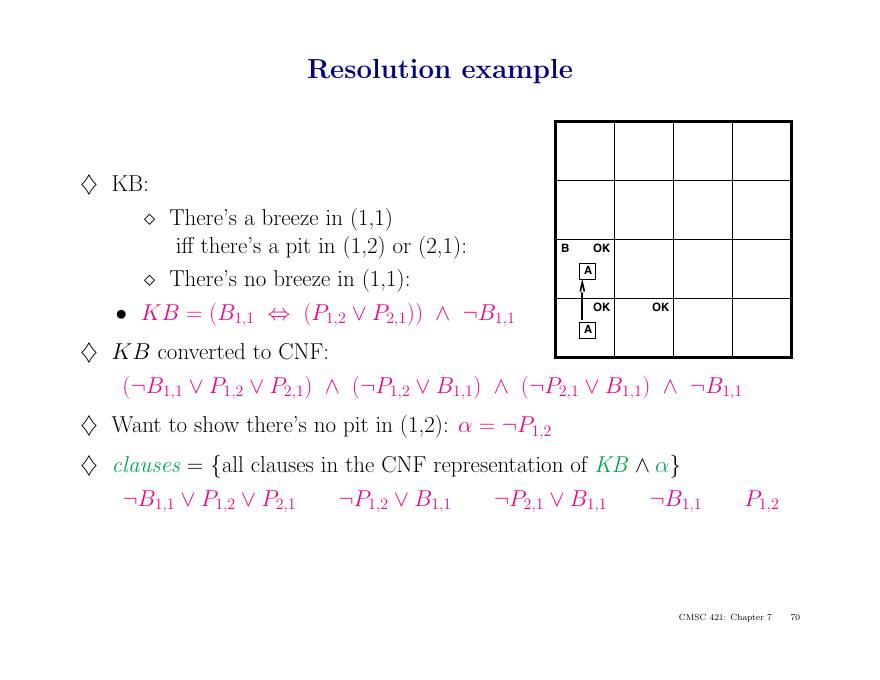 Resolution example
♢ KB:
⋄ There's a breeze in (1,1)
iff there's a pit in (1,2) or (2,1):
⋄ There's no breeze in (1,1):
• KB = (B₁,₁ ⇔ (P₁,₂ ∨ P₂,₁)) ∧ ¬B₁,₁
B OK
A
OK OK
A
♢ KB converted to CNF:
(¬B₁,₁ ∨ P₁,₂ ∨ P₂,₁) ∧ (¬P₁,₂ ∨ B₁,₁) ∧ (¬P₂,₁ ∨ B₁,₁) ∧ ¬B₁,₁
♢ Want to show there's no pit in (1,2): α = ¬P₁,₂
♢ clauses = {all clauses in the CNF representation of KB ∧ α}
¬B₁,₁ ∨ P₁,₂ ∨ P₂,₁ ¬P₁,₂ ∨ B₁,₁ ¬P₂,₁ ∨ B₁,₁ ¬B₁,₁ P₁,₂
CMSC 421: Chapter 7 70